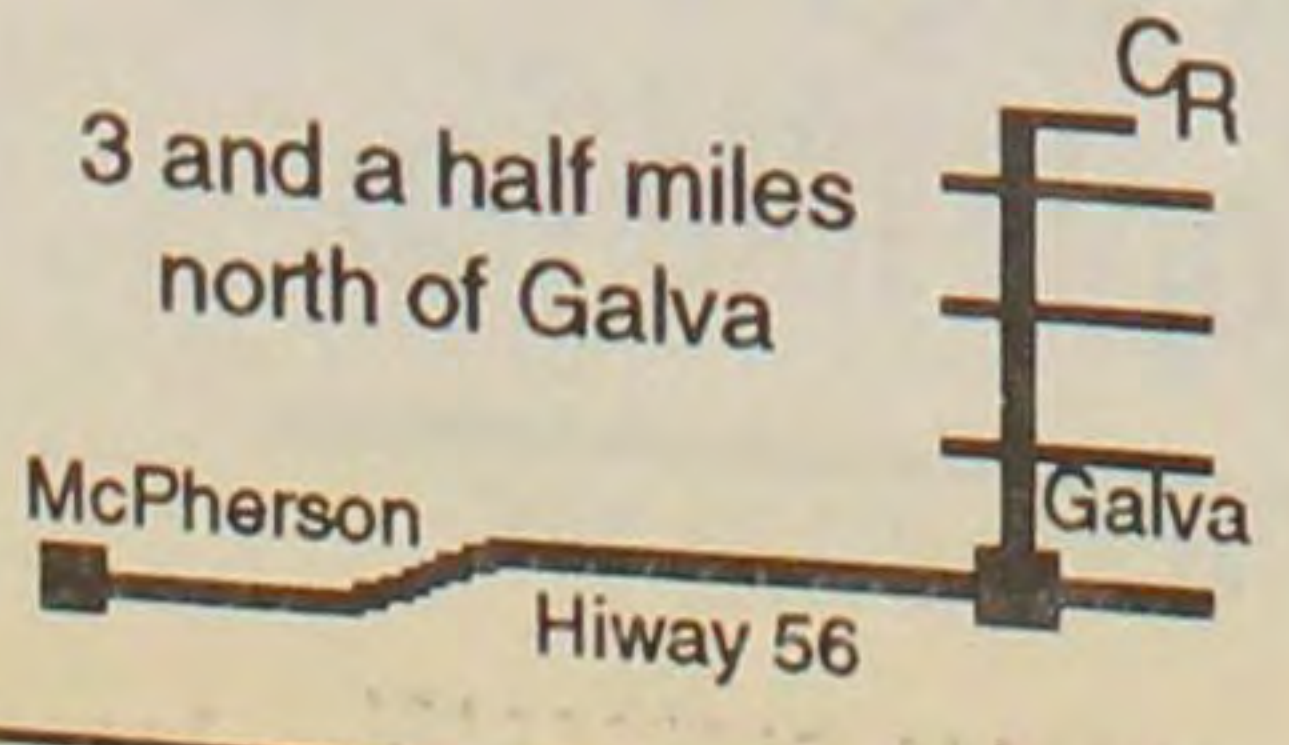 CR
3 and a half miles
north of Galva
McPherson
Galva
Hiway 56